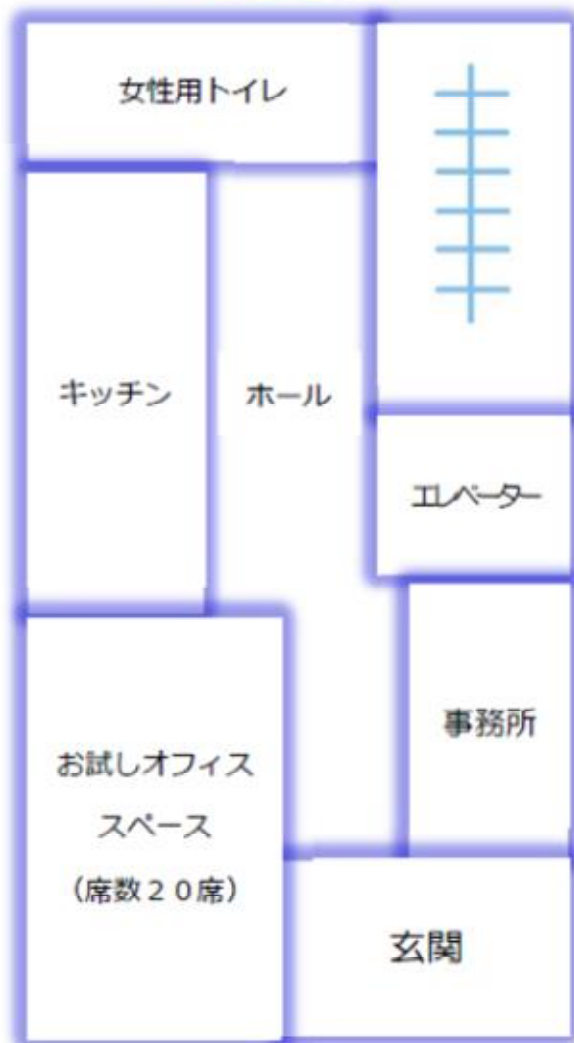 女性用トイレ
キッチン
ホール
エレベーター
事務所
お試しオフィス
スペース
（席数２０席）
玄関